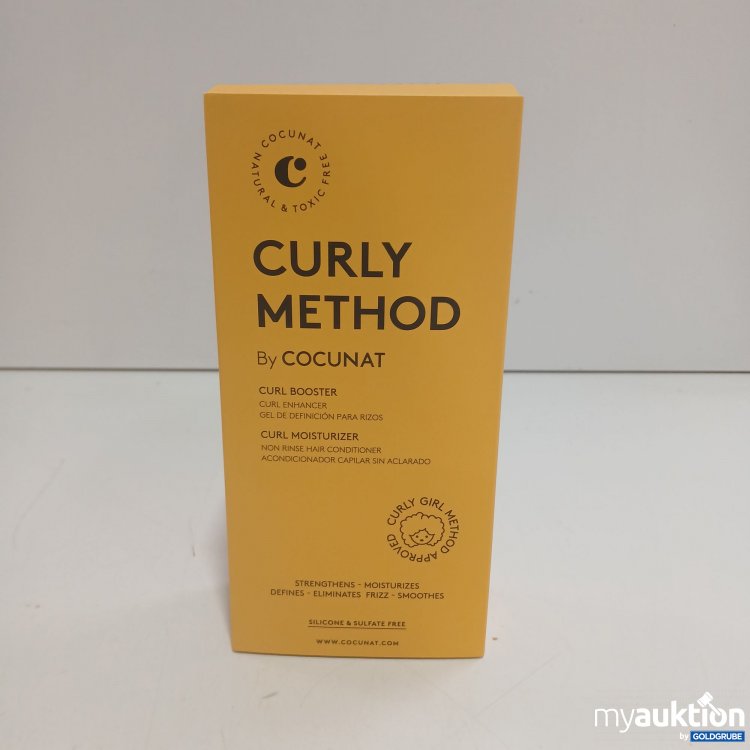 COCUNAT
NATURAL & TOXIC FREE
c
CURLY
METHOD
By COCUNAT
CURL BOOSTER
CURL ENHANCER
GEL DE DEFINICIÓN PARA RIZOS
CURL MOISTURIZER
NON RINSE HAIR CONDITIONER
ACONDICIONADOR CAPILAR SIN ACLARADO
CURLY GIRL METHOD APPROVED
STRENGTHENS - MOISTURIZES
DEFINES - ELIMINATES FRIZZ - SMOOTHES
SILICONE & SULFATE FREE
WWW.COCUNAT.COM
myauktion
by GOLDGRUBE